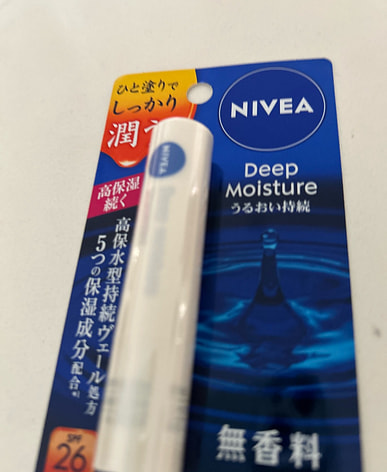 ひと塗りで
しっかり
潤
高保湿
続く
高保水型持続ヴェール処方
5つの保湿成分配合
SPF
26
NIVEA
Deep
Moisture
うるおい持続
無香料
NIVEA